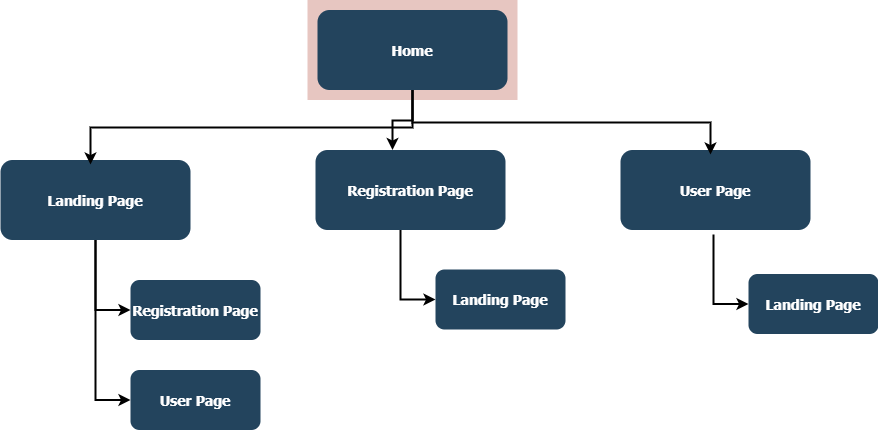 Home
Landing Page
Registration Page
User Page
Registration Page
Landing Page
Landing Page
User Page